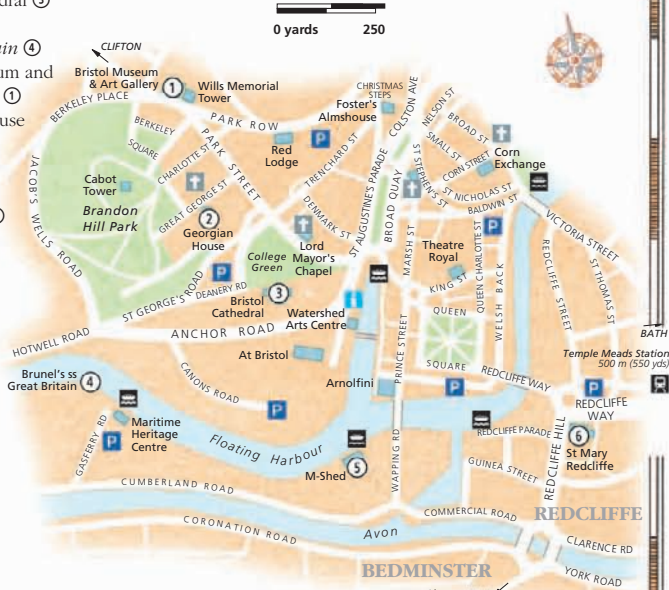 edral ③
ain ④
um and
①
use
0 yards 250
CLIFTON
Bristol Museum
& Art Gallery
1
Wills Memorial
Tower
BERKELEY PLACE
PARK ROW
CHRISTMAS
STEPS
Foster's
Almshouse
COLSTON AVE
NELSON ST
BROAD ST
SMALL ST
CORN STREET
Corn
Exchange
BERKELEY
SQUARE
CHARLOTTE ST
PARK STREET
Red
Lodge
P
TRENCHARD ST
ST STEPHEN'S ST
ST NICHOLAS ST
BALDWIN ST
JACOB'S WELLS ROAD
Cabot
Tower
Brandon
Hill Park
GREAT GEORGE ST
2
Georgian
House
DENMARK ST
ST AUGUSTINE'S PARADE
BROAD QUAY
P
VICTORIA STREET
Lord
Mayor's
Chapel
College
Green
MARSH ST
Theatre
Royal
KING ST
QUEEN CHARLOTTE ST
WELSH BACK
REDCLIFFE STREET
ST THOMAS ST
P
ST GEORGE'S ROAD
DEANERY RD
Bristol
Cathedral
3
i
Watershed
Arts Centre
QUEEN
SQUARE
BATH
HOTWELL ROAD
ANCHOR ROAD
At Bristol
PRINCE STREET
Temple Meads Station
500 m (550 yds)
Brunel's ss
Great Britain
4
CANONS ROAD
Arnolfini
P
REDCLIFFE WAY
P
REDCLIFFE
WAY
P
Maritime
Heritage
Centre
P
GASFERRY RD
Floating Harbour
M-Shed
5
WAPPING RD
REDCLIFFE PARADE
REDCLIFFE HILL
6
St Mary
Redcliffe
GUINEA STREET
CUMBERLAND ROAD
COMMERCIAL ROAD
REDCLIFFE
CORONATION ROAD
Avon
CLARENCE RD
BEDMINSTER
YORK ROAD